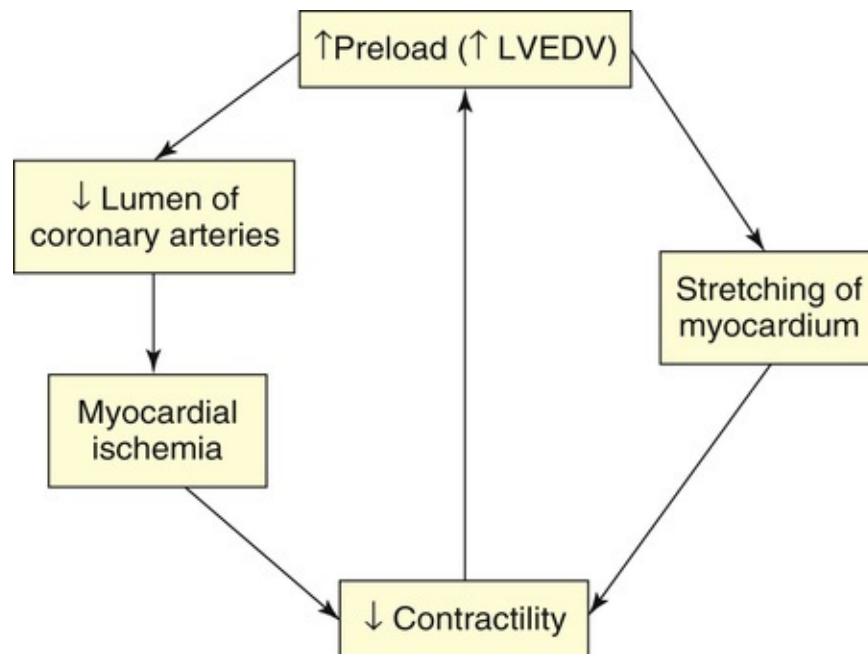 ↑Preload (↑ LVEDV)
↓ Lumen of
coronary arteries
Stretching of
myocardium
Myocardial
ischemia
↓ Contractility